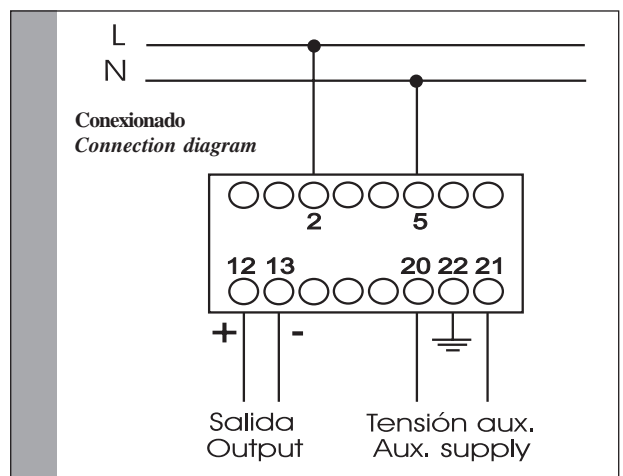 L
N
Conexionado
Connection diagram
2 5
12 13 20 22 21
+ -
Salida Tensión aux.
Output Aux. supply